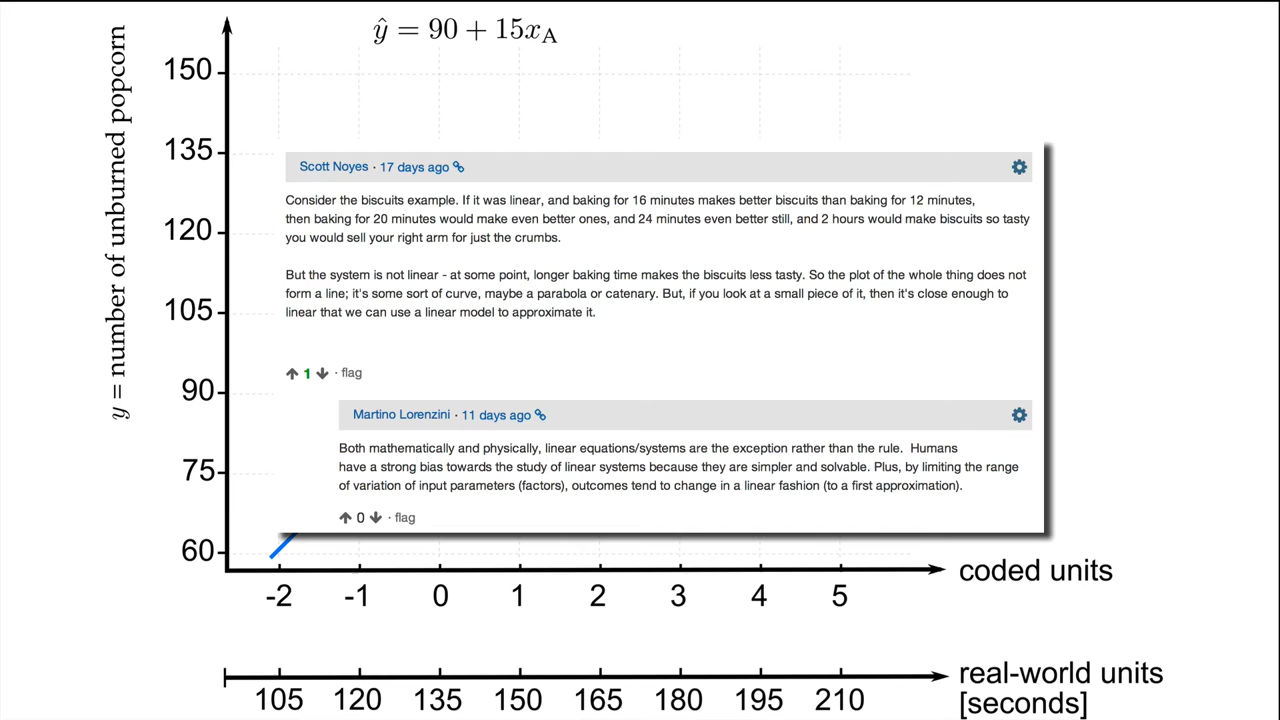 ŷ = 90 + 15x_A
y = number of unburned popcorn
150
135
120
105
90
75
60
Scott Noyes · 17 days ago
Consider the biscuits example. If it was linear, and baking for 16 minutes makes better biscuits than baking for 12 minutes,
then baking for 20 minutes would make even better ones, and 24 minutes even better still, and 2 hours would make biscuits so tasty
you would sell your right arm for just the crumbs.
But the system is not linear - at some point, longer baking time makes the biscuits less tasty. So the plot of the whole thing does not
form a line; it's some sort of curve, maybe a parabola or catenary. But, if you look at a small piece of it, then it's close enough to
linear that we can use a linear model to approximate it.
1 · flag
Martino Lorenzini · 11 days ago
Both mathematically and physically, linear equations/systems are the exception rather than the rule. Humans
have a strong bias towards the study of linear systems because they are simpler and solvable. Plus, by limiting the range
of variation of input parameters (factors), outcomes tend to change in a linear fashion (to a first approximation).
0 · flag
-2 -1 0 1 2 3 4 5
coded units
105 120 135 150 165 180 195 210
real-world units
[seconds]